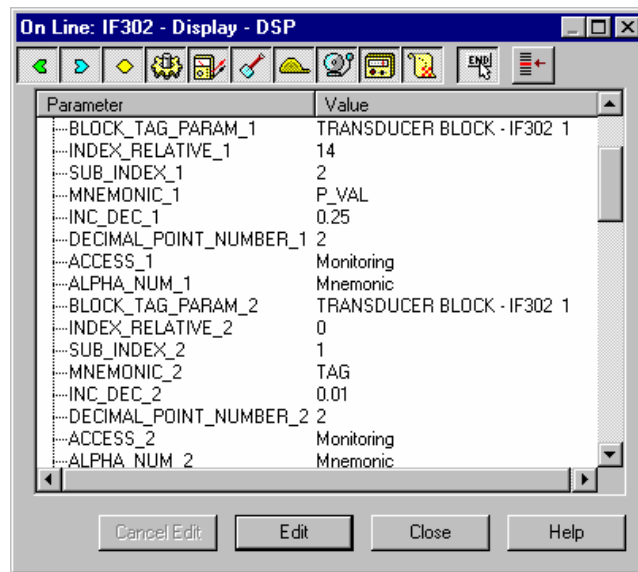 On Line: IF302 - Display - DSP
END
Parameter Value
BLOCK_TAG_PARAM_1 TRANSDUCER BLOCK - IF302 1
INDEX_RELATIVE_1 14
SUB_INDEX_1 2
MNEMONIC_1 P_VAL
INC_DEC_1 0.25
DECIMAL_POINT_NUMBER_1 2
ACCESS_1 Monitoring
ALPHA_NUM_1 Mnemonic
BLOCK_TAG_PARAM_2 TRANSDUCER BLOCK - IF302 1
INDEX_RELATIVE_2 0
SUB_INDEX_2 1
MNEMONIC_2 TAG
INC_DEC_2 0.01
DECIMAL_POINT_NUMBER_2 2
ACCESS_2 Monitoring
ALPHA_NUM_2 Mnemonic
Cancel Edit Edit Close Help